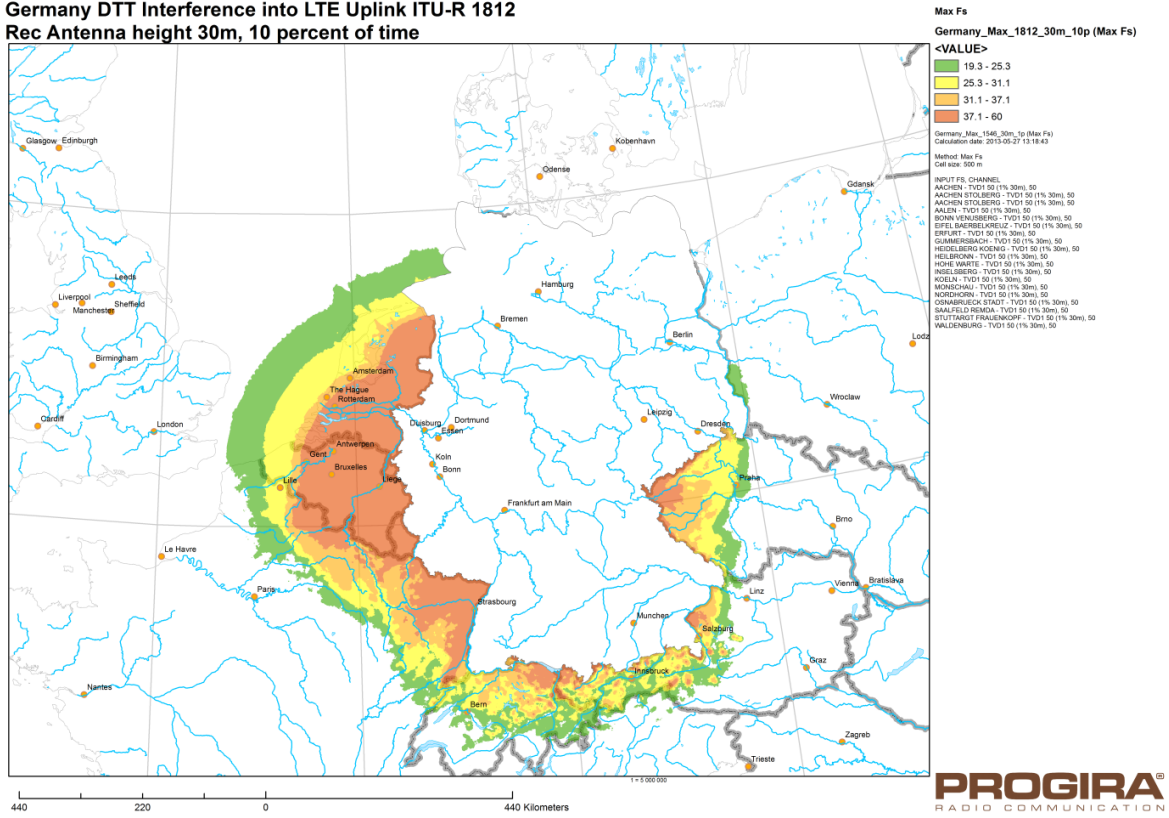 Germany DTT Interference into LTE Uplink ITU-R 1812
Rec Antenna height 30m, 10 percent of time
Max Fs
Germany_Max_1812_30m_10p (Max Fs)
<VALUE>
19.3 - 25.3
25.3 - 31.1
31.1 - 37.1
37.1 - 60
Germany_Max_1546_30m_1p (Max Fs)
Calculation date: 2013-05-27 13:18:43
Method: Max Fs
Cell size: 500 m
INPUT FS, CHANNEL
AACHEN - TVD1 50 (1% 30m), 50
AACHEN STOLBERG - TVD1 50 (1% 30m), 50
AACHEN STOLBERG - TVD1 50 (1% 30m), 50
AALEN - TVD1 50 (1% 30m), 50
BONN VENUSBERG - TVD1 50 (1% 30m), 50
EIFEL BAERBELKREUZ - TVD1 50 (1% 30m), 50
ERFURT - TVD1 50 (1% 30m), 50
GUMMERSBACH - TVD1 50 (1% 30m), 50
HEIDELBERG KOENIG - TVD1 50 (1% 30m), 50
HEILBRONN - TVD1 50 (1% 30m), 50
HOHE WARTE - TVD1 50 (1% 30m), 50
INSELSBERG - TVD1 50 (1% 30m), 50
KOELN - TVD1 50 (1% 30m), 50
MONSCHAU - TVD1 50 (1% 30m), 50
NORDHORN - TVD1 50 (1% 30m), 50
OSNABRUECK STADT - TVD1 50 (1% 30m), 50
SAALFELD REMDA - TVD1 50 (1% 30m), 50
STUTTARGT FRAUENKOPF - TVD1 50 (1% 30m), 50
WALDENBURG - TVD1 50 (1% 30m), 50
Glasgow
Edinburgh
Kobenhavn
Odense
Gdansk
Leeds
Liverpool
Sheffield
Manchester
Hamburg
Bremen
Berlin
Lodz
Birmingham
Amsterdam
The Hague
Rotterdam
Wroclaw
Cardiff
London
Leipzig
Dresden
Duisburg
Dortmund
Essen
Antwerpen
Gent
Bruxelles
Koln
Bonn
Lille
Liege
Praha
Frankfurt am Main
Brno
Le Havre
Paris
Strasbourg
Linz
Vienna
Bratislava
Munchen
Salzburg
Innsbruck
Graz
Nantes
Bern
Zagreb
Trieste
1 = 5 000 000
440
220
0
440 Kilometers
PROGIRA®
RADIO COMMUNICATION